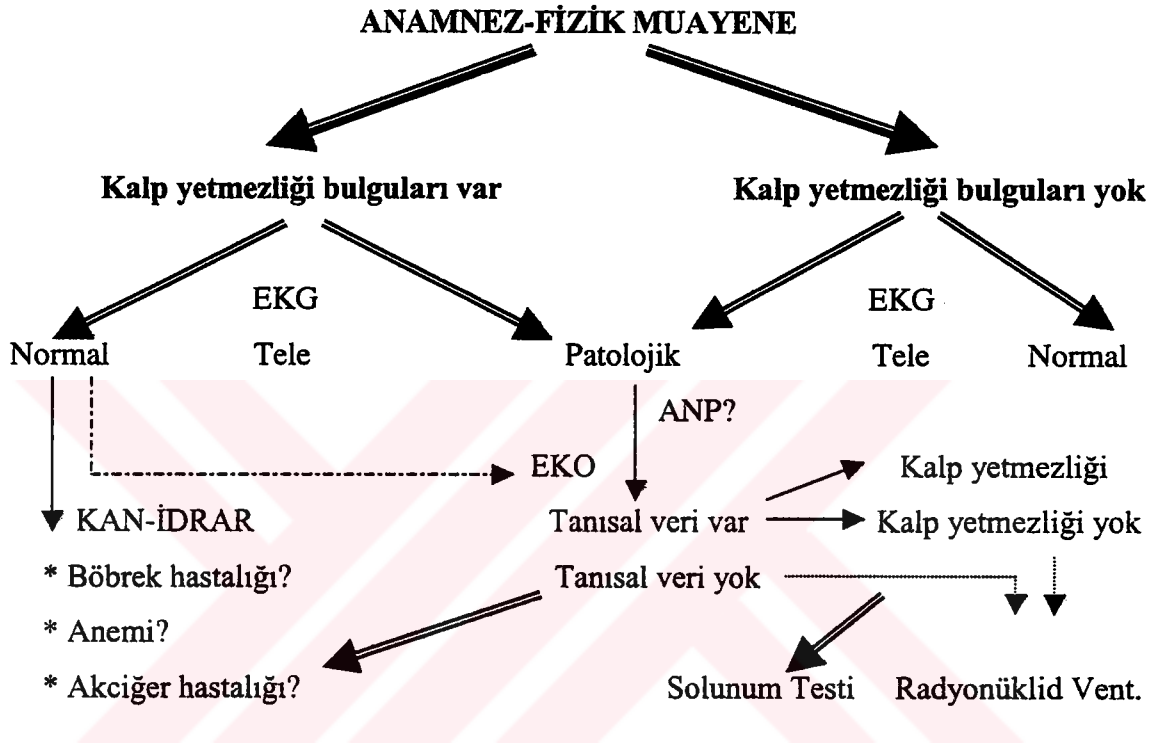 ANAMNEZ-FİZİK MUAYENE
Kalp yetmezliği bulguları var
Kalp yetmezliği bulguları yok
EKG
EKG
Normal
Tele
Patolojik
Tele
Normal
ANP?
EKO
Kalp yetmezliği
KAN-İDRAR
Tanısal veri var
Kalp yetmezliği yok
* Böbrek hastalığı?
Tanısal veri yok
* Anemi?
* Akciğer hastalığı?
Solunum Testi
Radyonüklid Vent.